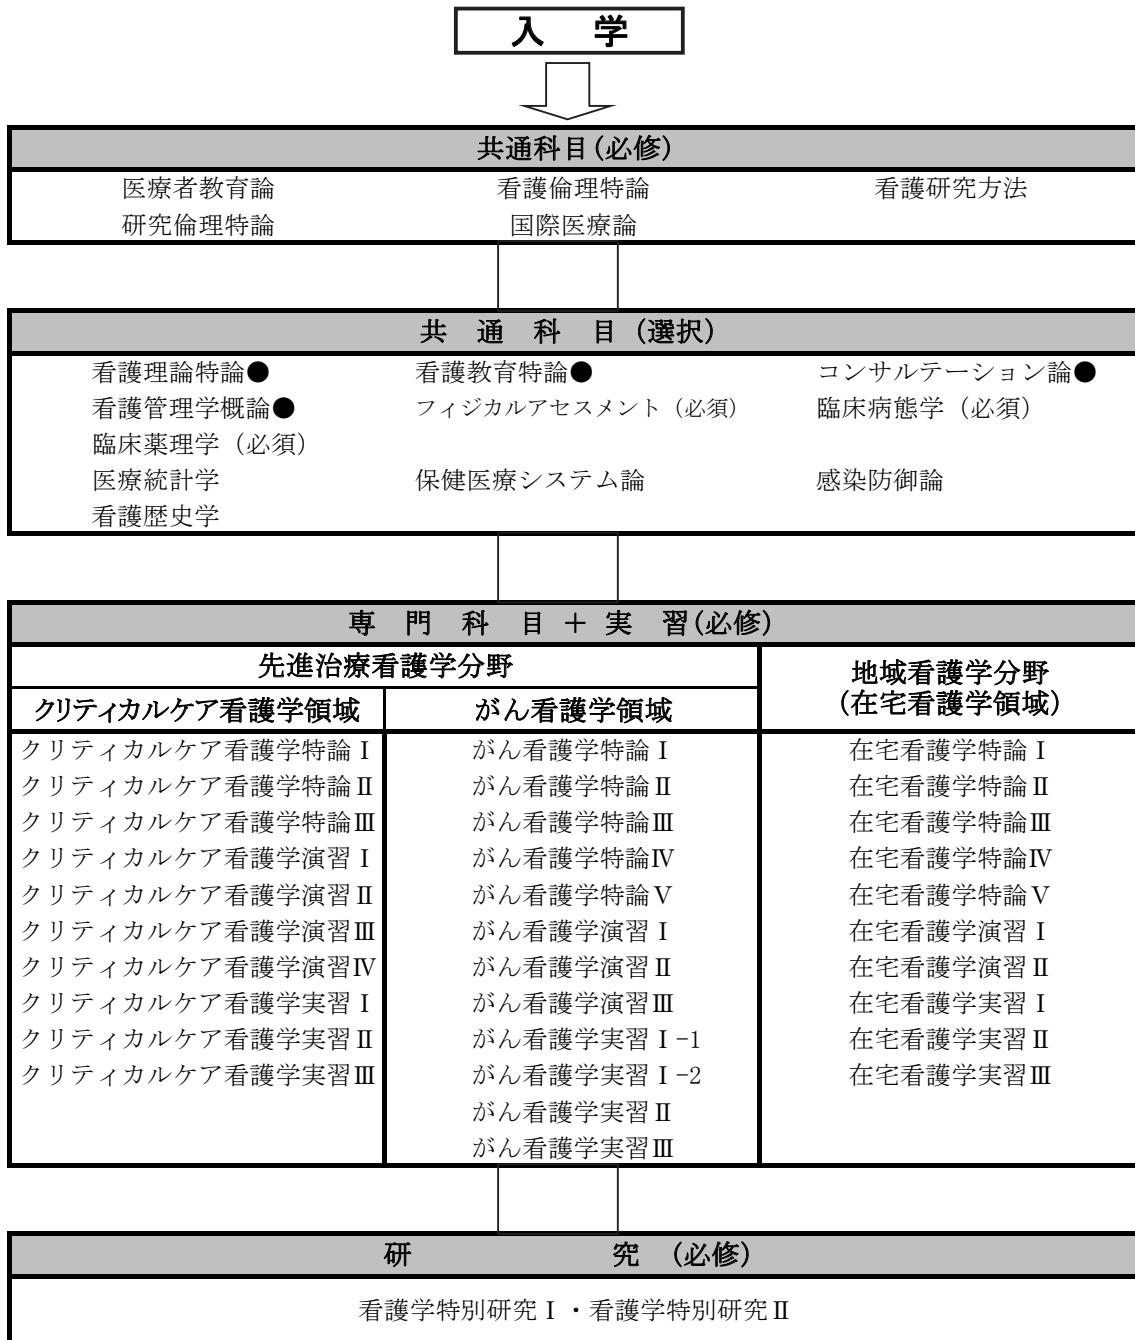 入 学
共通科目(必修)
医療者教育論 看護倫理特論 看護研究方法
研究倫理特論 国際医療論
共 通 科 目 (選択)
看護理論特論● 看護教育特論● コンサルテーション論●
看護管理学概論● フィジカルアセスメント（必須） 臨床病態学（必須）
臨床薬理学（必須）
医療統計学 保健医療システム論 感染防御論
看護歴史学
専 門 科 目 ＋ 実 習(必修)
先進治療看護学分野 地域看護学分野
(在宅看護学領域)
クリティカルケア看護学領域 がん看護学領域
クリティカルケア看護学特論Ⅰ がん看護学特論Ⅰ 在宅看護学特論Ⅰ
クリティカルケア看護学特論Ⅱ がん看護学特論Ⅱ 在宅看護学特論Ⅱ
クリティカルケア看護学特論Ⅲ がん看護学特論Ⅲ 在宅看護学特論Ⅲ
クリティカルケア看護学演習Ⅰ がん看護学特論Ⅳ 在宅看護学特論Ⅳ
クリティカルケア看護学演習Ⅱ がん看護学特論Ⅴ 在宅看護学特論Ⅴ
クリティカルケア看護学演習Ⅲ がん看護学演習Ⅰ 在宅看護学演習Ⅰ
クリティカルケア看護学演習Ⅳ がん看護学演習Ⅱ 在宅看護学演習Ⅱ
クリティカルケア看護学実習Ⅰ がん看護学演習Ⅲ 在宅看護学実習Ⅰ
クリティカルケア看護学実習Ⅱ がん看護学実習Ⅰ-1 在宅看護学実習Ⅱ
クリティカルケア看護学実習Ⅲ がん看護学実習Ⅰ-2 在宅看護学実習Ⅲ
がん看護学実習Ⅱ
がん看護学実習Ⅲ
研 究 (必修)
看護学特別研究Ⅰ・看護学特別研究Ⅱ